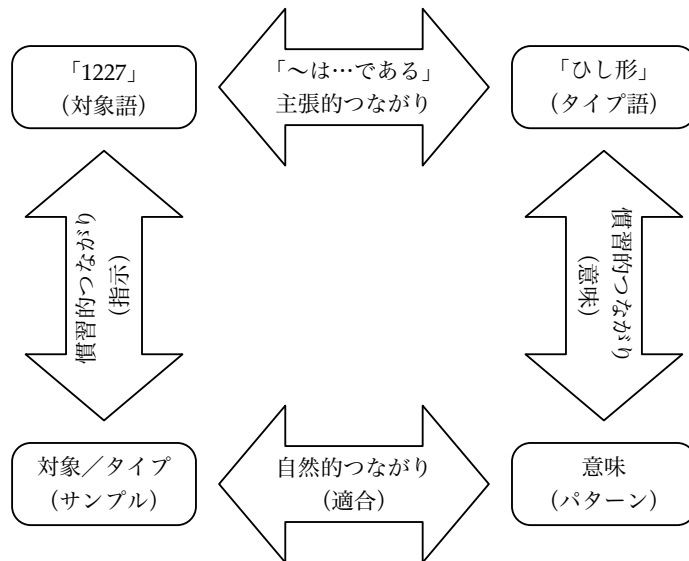 「1227」
(対象語)
「～は…である」
主張的つながり
「ひし形」
(タイプ語)
慣習的つながり
(指示)
慣習的つながり
(意味)
対象／タイプ
(サンプル)
自然的つながり
(適合)
意味
(パターン)